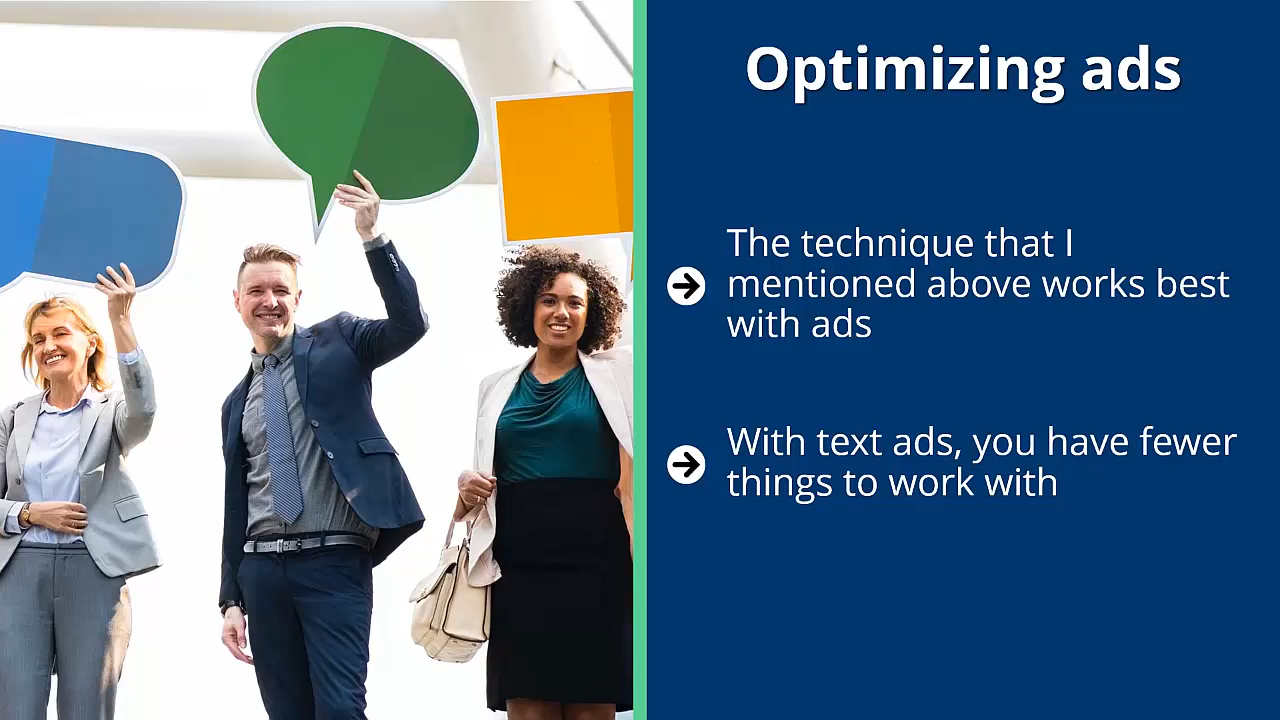 Optimizing ads
The technique that I
mentioned above works best
with ads
With text ads, you have fewer
things to work with